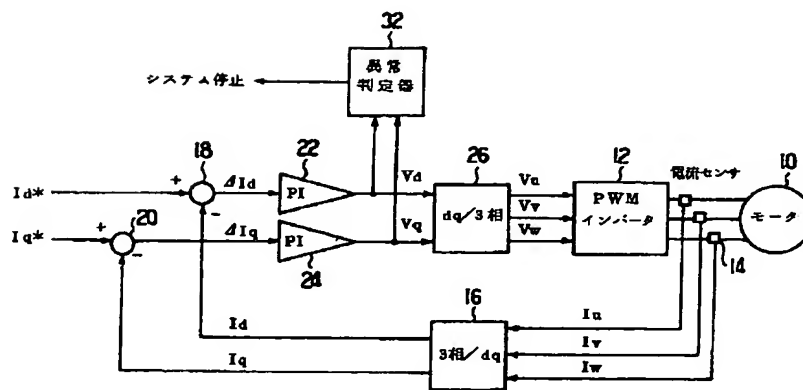 32
異常
判定器
システム停止
18
22
26
12
10
電流センサ
Id*
+
ΔId
PI
Vd
Vu
PWM
インバータ
モータ
-
dq/3相
Vv
Iq*
+
20
ΔIq
PI
Vq
Vw
-
24
14
16
Id
3相/dq
Iu
Iv
Iq
Iw